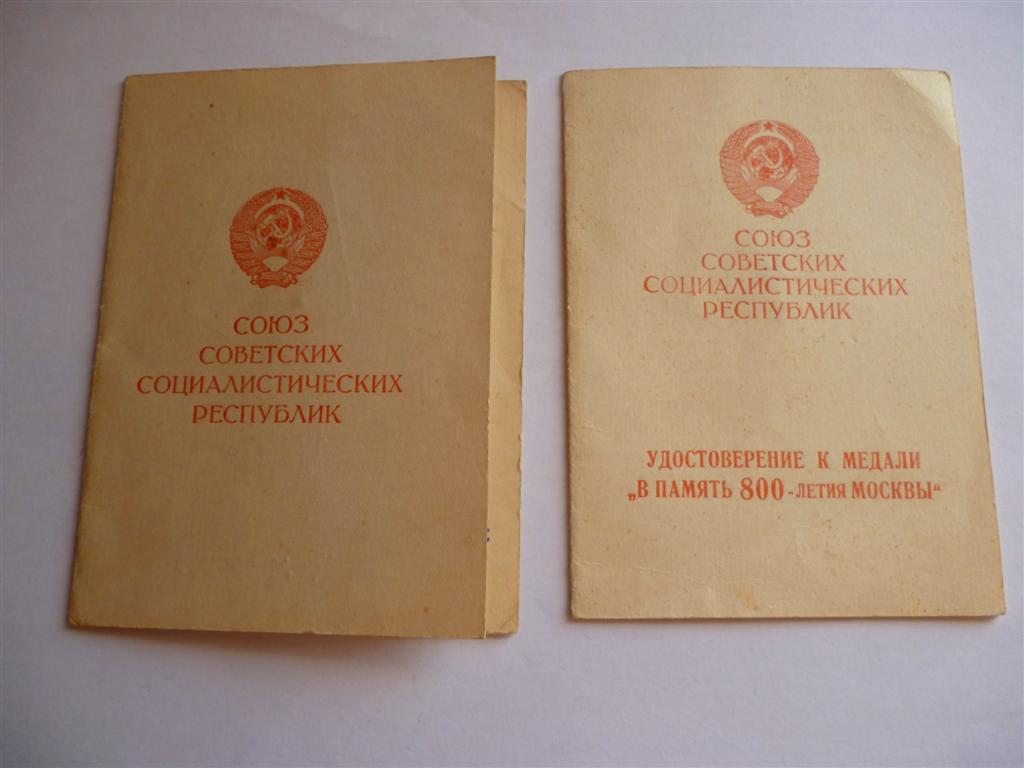 СОЮЗ
СОВЕТСКИХ
СОЦИАЛИСТИЧЕСКИХ
РЕСПУБЛИК
СОЮЗ
СОВЕТСКИХ
СОЦИАЛИСТИЧЕСКИХ
РЕСПУБЛИК
УДОСТОВЕРЕНИЕ К МЕДАЛИ
„В ПАМЯТЬ 800-ЛЕТИЯ МОСКВЫ“